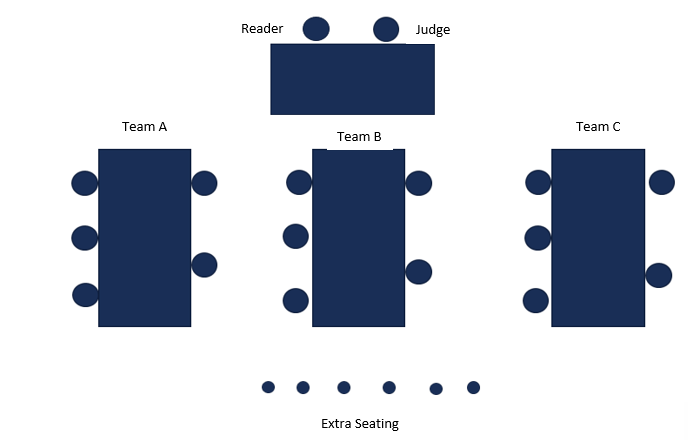 Reader
Judge
Team A
Team B
Team C
Extra Seating